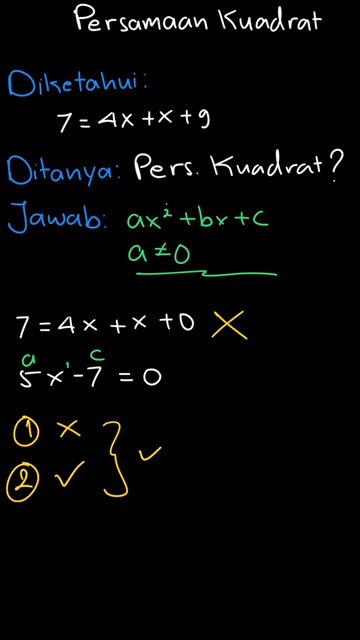 Persamaan Kuadrat
Diketahui:
7 = 4x + x + 9
Ditanya: Pers. Kuadrat?
Jawab: ax² + bx + c
a ≠ 0
7 = 4x + x + 0 ✗
a c
5x¹ - 7 = 0
① ✗
② ✓ } ✓